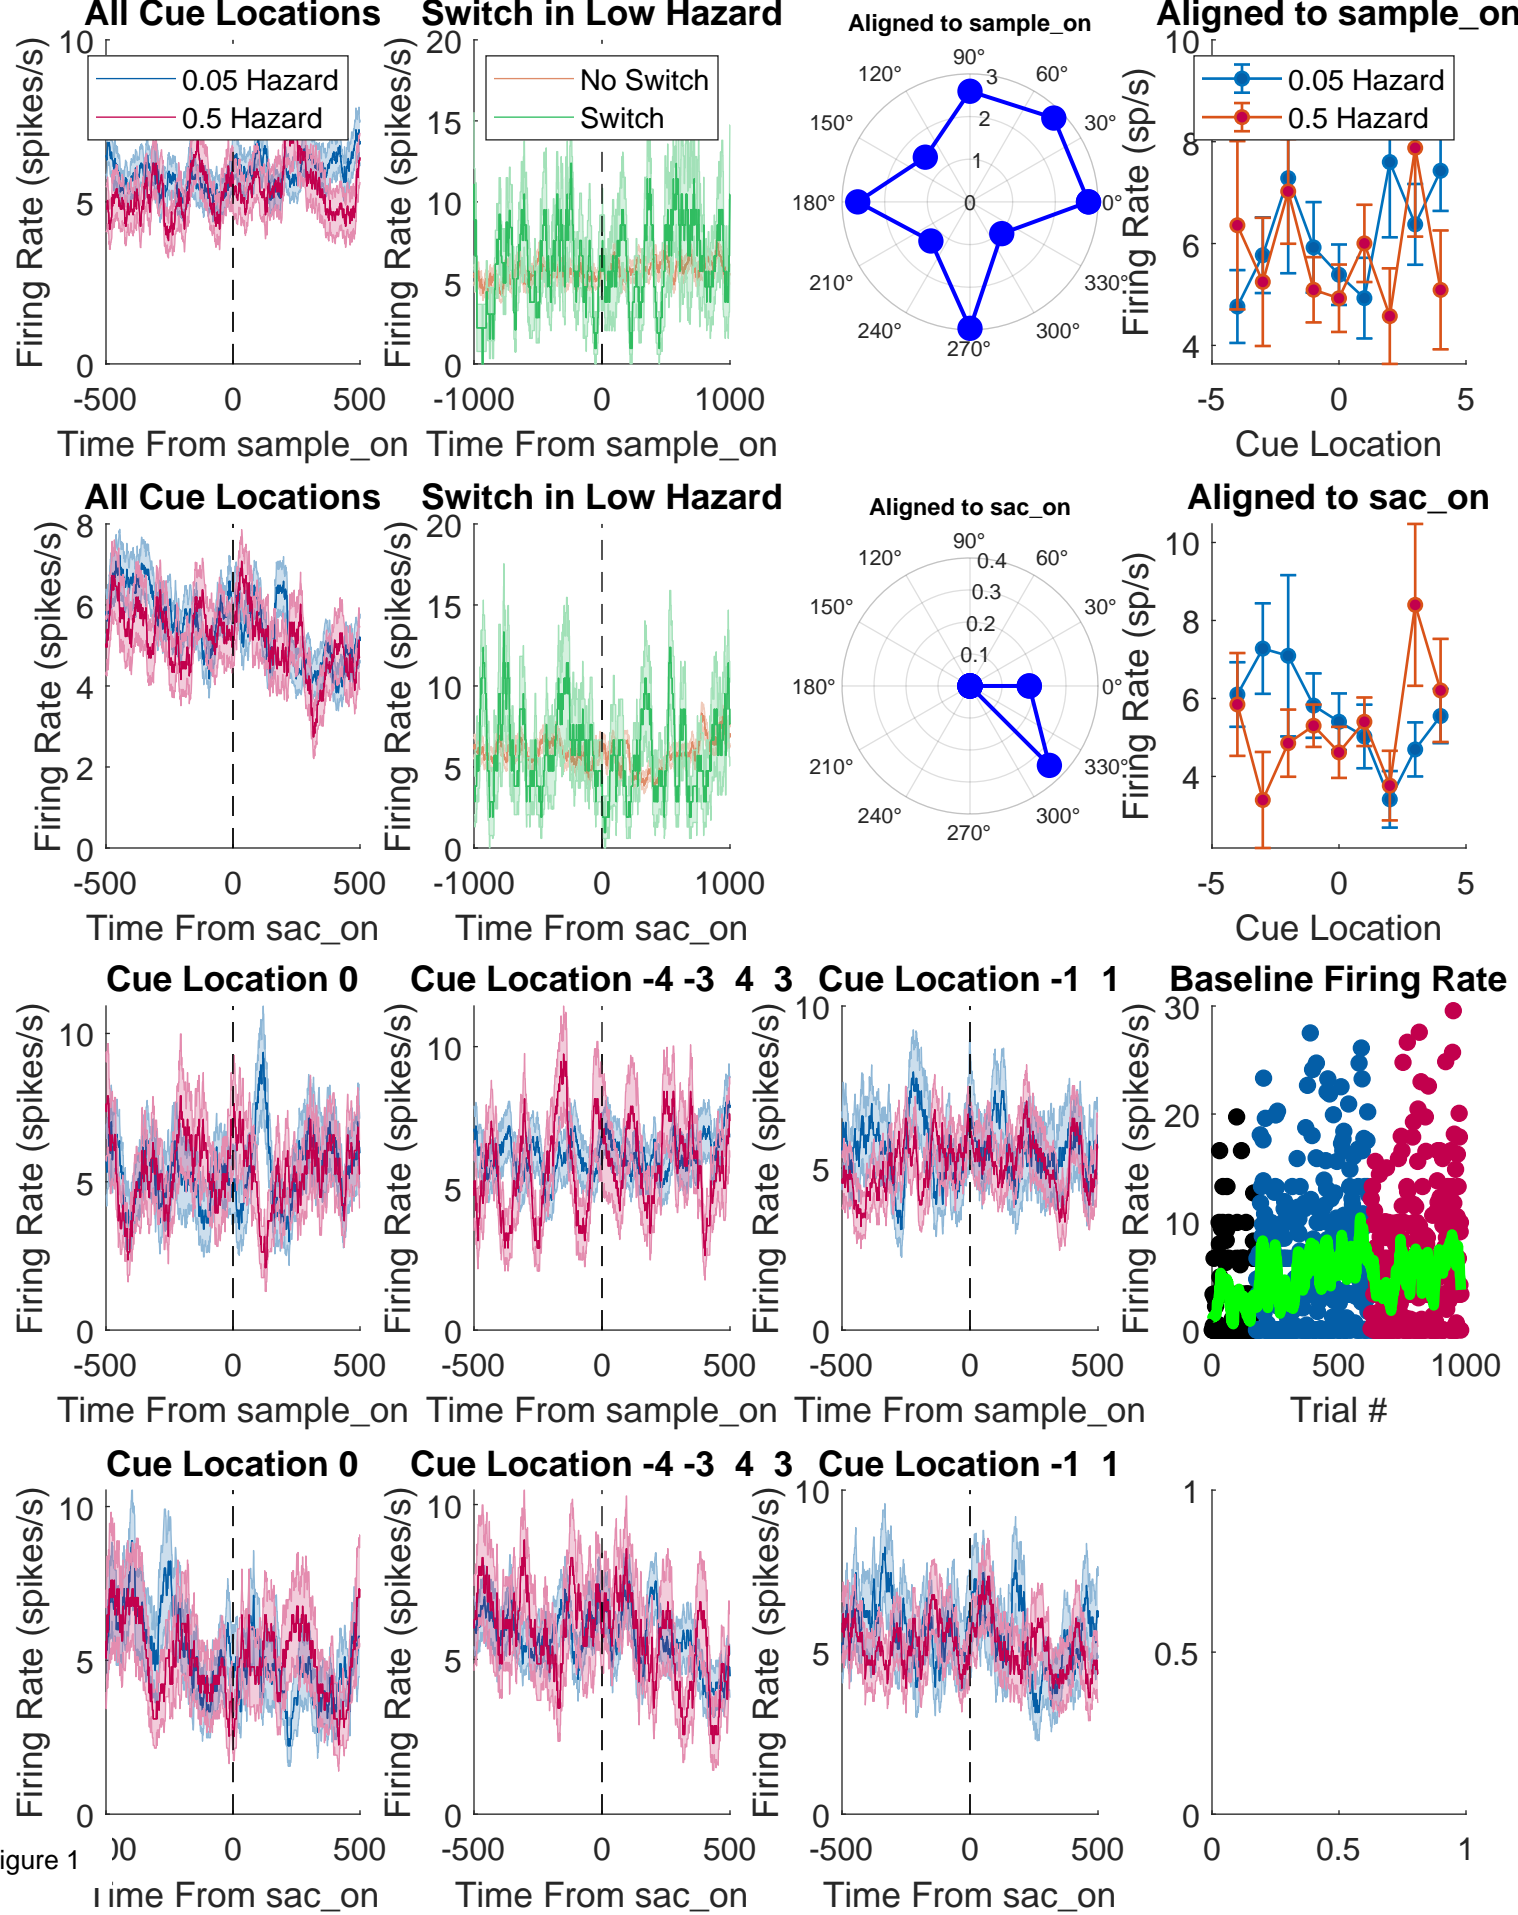 All Cue Locations
10
5
0
-500
0
500
Firing Rate (spikes/s)
Time From sample_on
0.05 Hazard
0.5 Hazard
Switch in Low Hazard
20
15
10
5
0
-1000
0
1000
Firing Rate (spikes/s)
Time From sample_on
No Switch
Switch
Aligned to sample_on
90°
120°
60°
150°
30°
180°
0°
210°
330°
240°
300°
270°
3
2
1
0
Aligned to sample_on
10
8
6
4
-5
0
5
Firing Rate (sp/s)
Cue Location
0.05 Hazard
0.5 Hazard
All Cue Locations
8
6
4
2
0
-500
0
500
Firing Rate (spikes/s)
Time From sac_on
Switch in Low Hazard
20
15
10
5
0
-1000
0
1000
Firing Rate (spikes/s)
Time From sac_on
Aligned to sac_on
90°
120°
60°
150°
30°
180°
0°
210°
330°
240°
300°
270°
0.4
0.3
0.2
0.1
Aligned to sac_on
10
8
6
4
-5
0
5
Firing Rate (sp/s)
Cue Location
Cue Location 0
10
5
0
-500
0
500
Firing Rate (spikes/s)
Time From sample_on
Cue Location -4 -3 4 3
10
5
0
-500
0
500
Firing Rate (spikes/s)
Time From sample_on
Cue Location -1 1
10
5
0
-500
0
500
Firing Rate (spikes/s)
Time From sample_on
Baseline Firing Rate
30
20
10
0
0
500
1000
Firing Rate (spikes/s)
Trial #
Cue Location 0
10
5
0
00
0
500
Firing Rate (spikes/s)
Time From sac_on
Cue Location -4 -3 4 3
10
5
0
-500
0
500
Firing Rate (spikes/s)
Time From sac_on
Cue Location -1 1
10
5
0
-500
0
500
Firing Rate (spikes/s)
Time From sac_on
1
0.5
0
0
0.5
1
igure 1